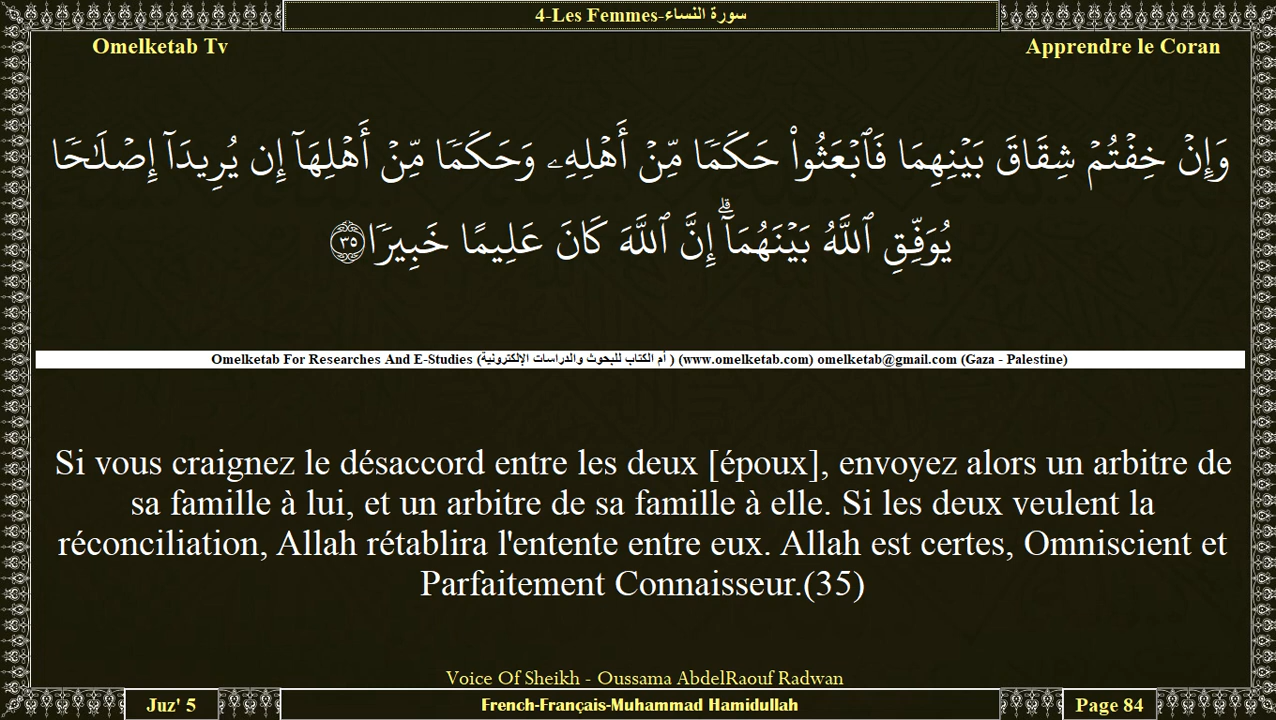 4-Les Femmes-سورة النساء
Omelketab Tv
Apprendre le Coran
وَإِنۡ خِفۡتُمۡ شِقَاقَ بَيۡنِهِمَا فَٱبۡعَثُواْ حَكَمٗا مِّنۡ أَهۡلِهِۦ وَحَكَمٗا مِّنۡ أَهۡلِهَآ إِن يُرِيدَآ إِصۡلَٰحٗا
يُوَفِّقِ ٱللَّهُ بَيۡنَهُمَآۗ إِنَّ ٱللَّهَ كَانَ عَلِيمًا خَبِيرٗا ٣٥
Omelketab For Researches And E-Studies (أم الكتاب للبحوث والدراسات الإلكترونية ) (www.omelketab.com) omelketab@gmail.com (Gaza - Palestine)
Si vous craignez le désaccord entre les deux [époux], envoyez alors un arbitre de
sa famille à lui, et un arbitre de sa famille à elle. Si les deux veulent la
réconciliation, Allah rétablira l'entente entre eux. Allah est certes, Omniscient et
Parfaitement Connaisseur.(35)
Voice Of Sheikh - Oussama AbdelRaouf Radwan
Juz' 5
French-Français-Muhammad Hamidullah
Page 84